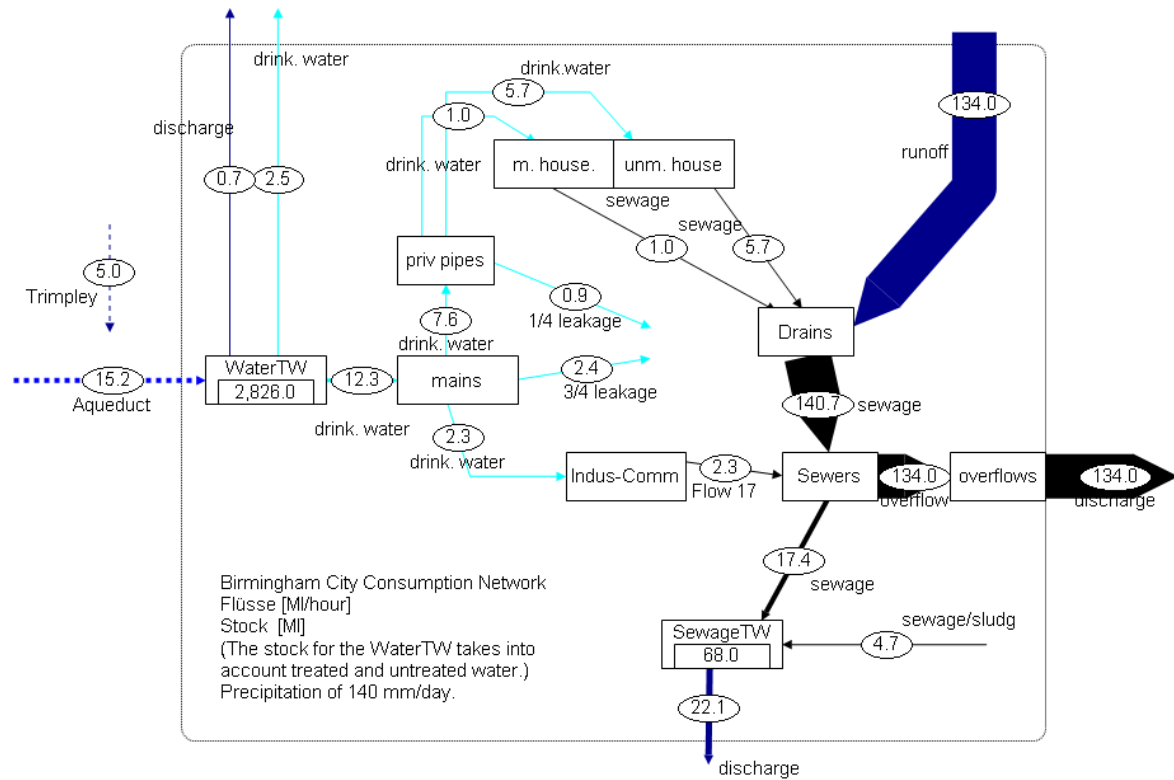 drink. water
drink.water
5.7
134.0
1.0
discharge
runoff
drink. water
m. house.
unm. house
0.7
2.5
sewage
sewage
1.0
5.7
priv pipes
5.0
Trimpley
0.9
1/4 leakage
7.6
drink. water
Drains
WaterTW
2,826.0
15.2
Aqueduct
12.3
mains
2.4
3/4 leakage
140.7
sewage
drink. water
2.3
drink. water
Indus-Comm
2.3
Flow 17
Sewers
134.0
overflow
overflows
134.0
discharge
17.4
sewage
Birmingham City Consumption Network
Flüsse [Ml/hour]
Stock  [Ml]
(The stock for the WaterTW takes into
account treated and untreated water.)
Precipitation of 140 mm/day.
sewage/sludg
SewageTW
68.0
4.7
22.1
discharge